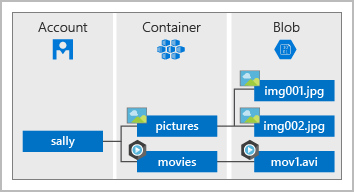 Account
Container
Blob
img001.jpg
sally
pictures
img002.jpg
movies
mov1.avi